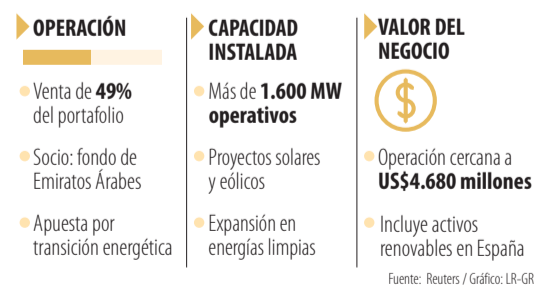 OPERACIÓN
Venta de 49%
del portafolio
Socio: fondo de
Emiratos Árabes
Apuesta por
transición energética
CAPACIDAD
INSTALADA
Más de 1.600 MW
operativos
Proyectos solares
y eólicos
Expansión en
energías limpias
VALOR DEL
NEGOCIO
$
Operación cercana a
US$4.680 millones
Incluye activos
renovables en España
Fuente: Reuters / Gráfico: LR-GR